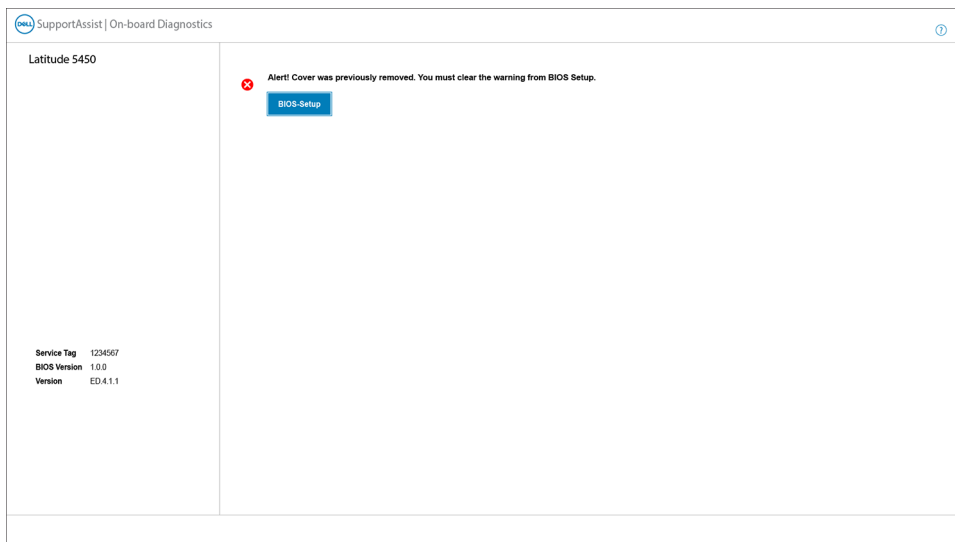 DELL SupportAssist | On-board Diagnostics
?
Latitude 5450
Alert! Cover was previously removed. You must clear the warning from BIOS Setup.
BIOS-Setup
Service Tag 1234567
BIOS Version 1.0.0
Version ED.4.1.1